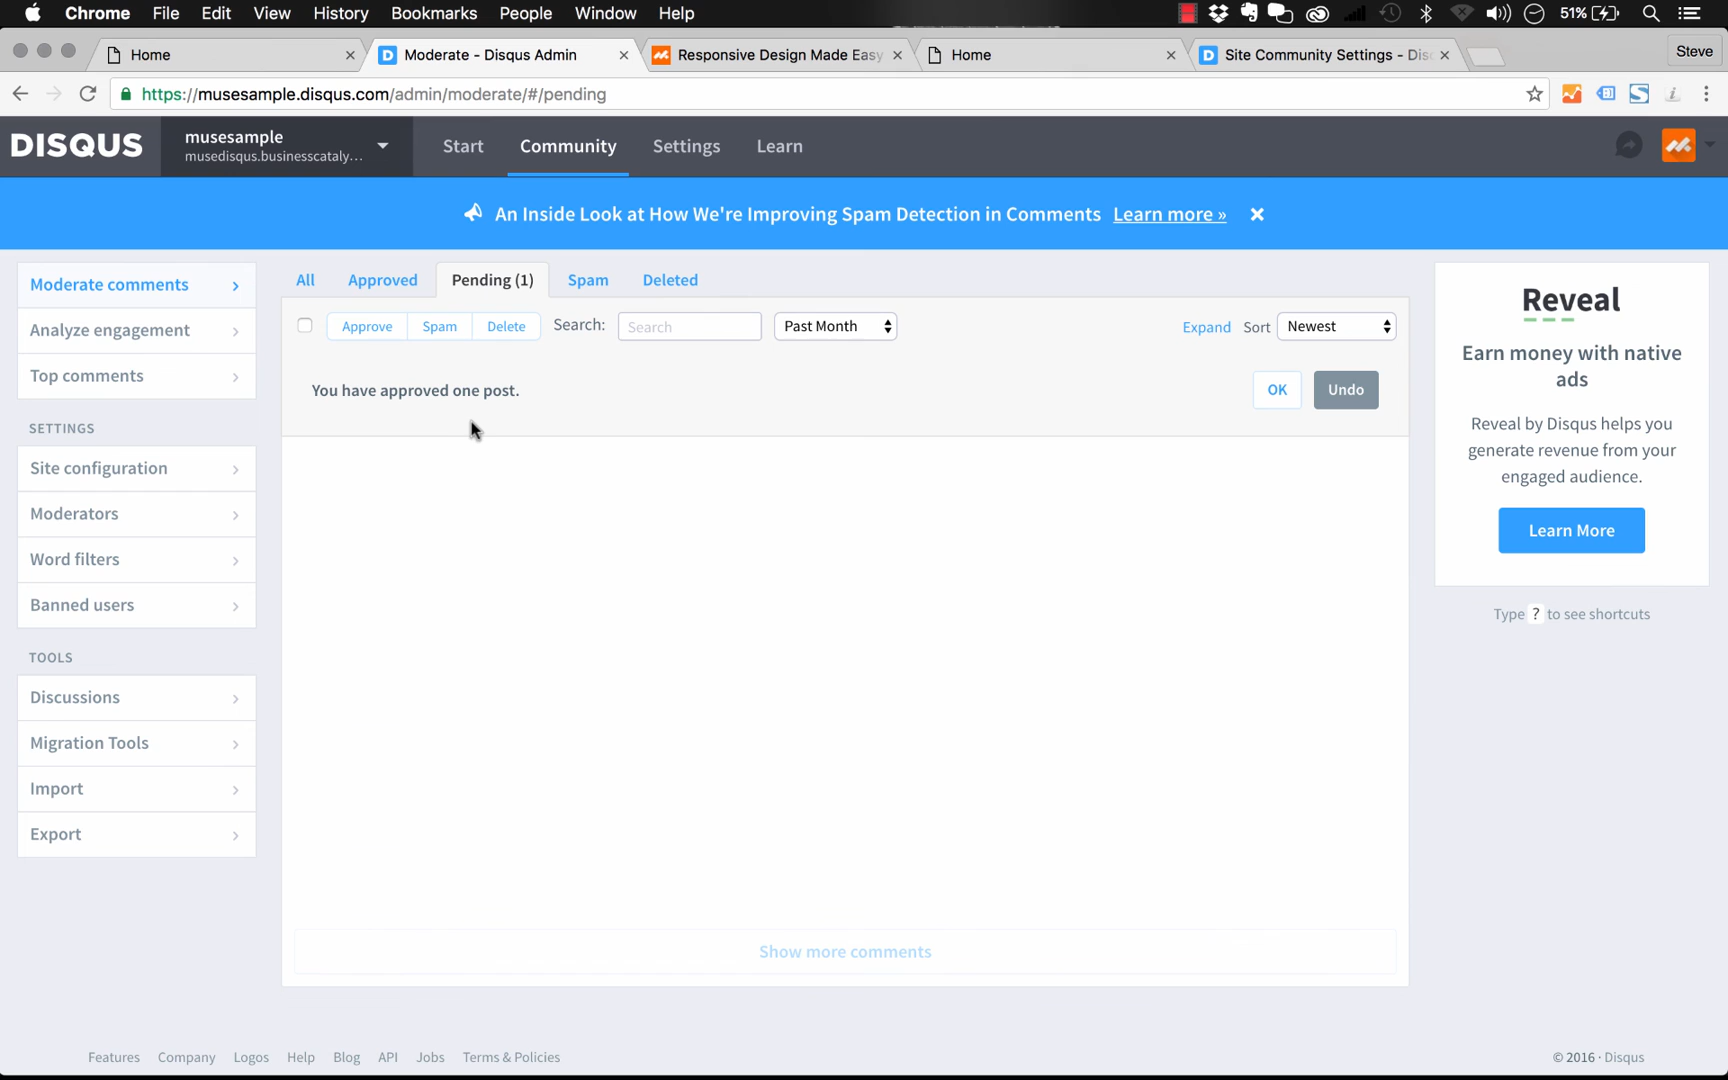 Chrome File Edit View History Bookmarks People Window Help 51%
Home Moderate - Disqus Admin Responsive Design Made Easy Home Site Community Settings - Dis Steve
https://musesample.disqus.com/admin/moderate/#/pending
DISQUS musesample Start Community Settings Learn
musedisqus.businesscataly...
An Inside Look at How We're Improving Spam Detection in Comments Learn more »
Moderate comments
Analyze engagement
Top comments
SETTINGS
Site configuration
Moderators
Word filters
Banned users
TOOLS
Discussions
Migration Tools
Import
Export
All Approved Pending (1) Spam Deleted
Approve Spam Delete Search: Search Past Month Expand Sort Newest
You have approved one post. OK Undo
Show more comments
Reveal
Earn money with native
ads
Reveal by Disqus helps you
generate revenue from your
engaged audience.
Learn More
Type ? to see shortcuts
Features Company Logos Help Blog API Jobs Terms & Policies © 2016 · Disqus